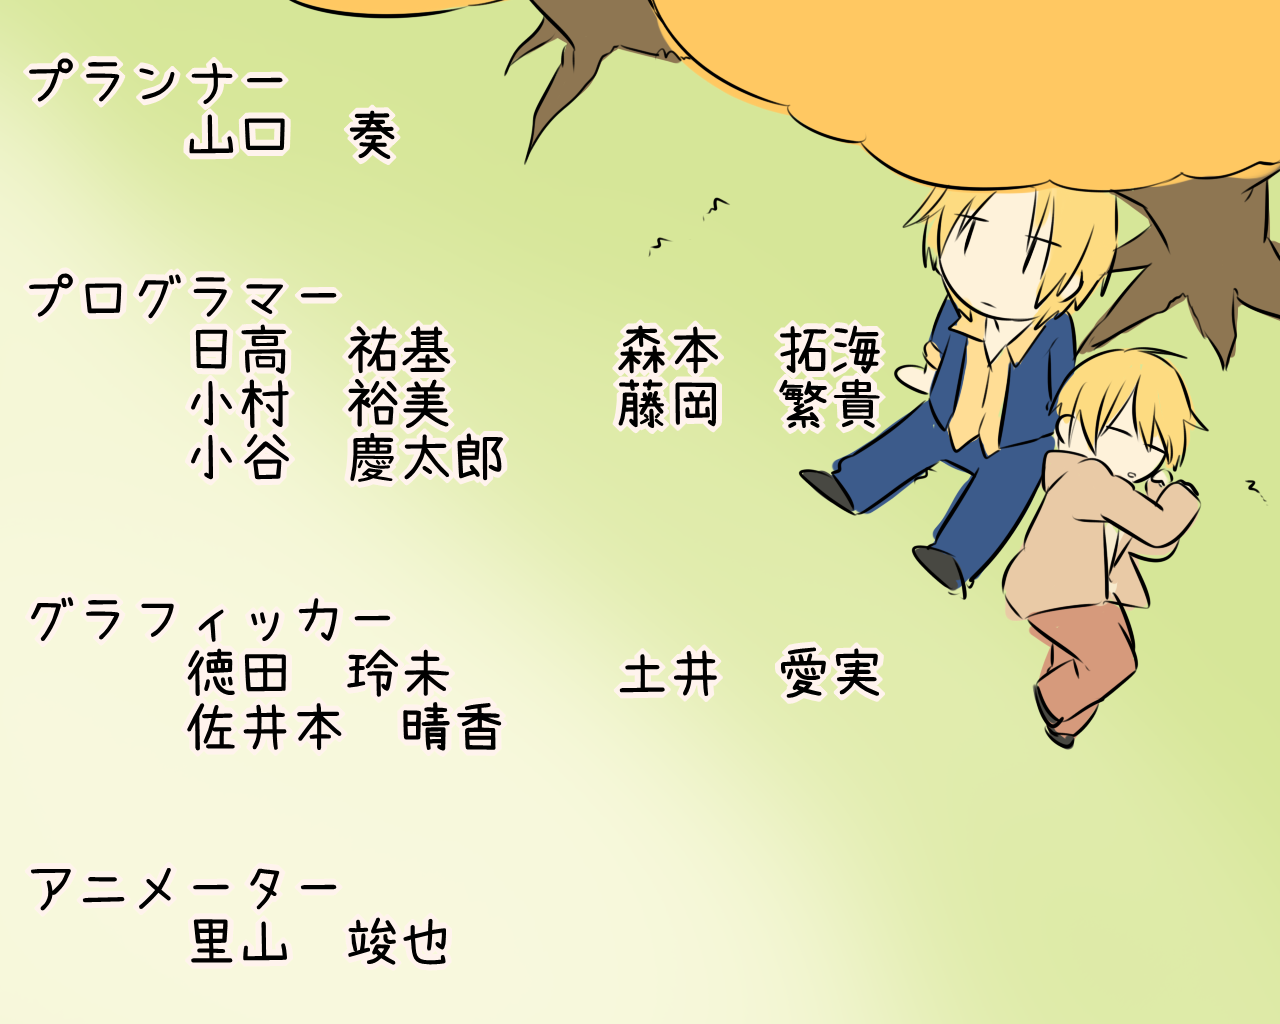 プランナー
山口　奏
プログラマー
日高　祐基　　　森本　拓海
小村　裕美　　　藤岡　繁貴
小谷　慶太郎
グラフィッカー
徳田　玲未　　　土井　愛実
佐井本　晴香
アニメーター
里山　竣也